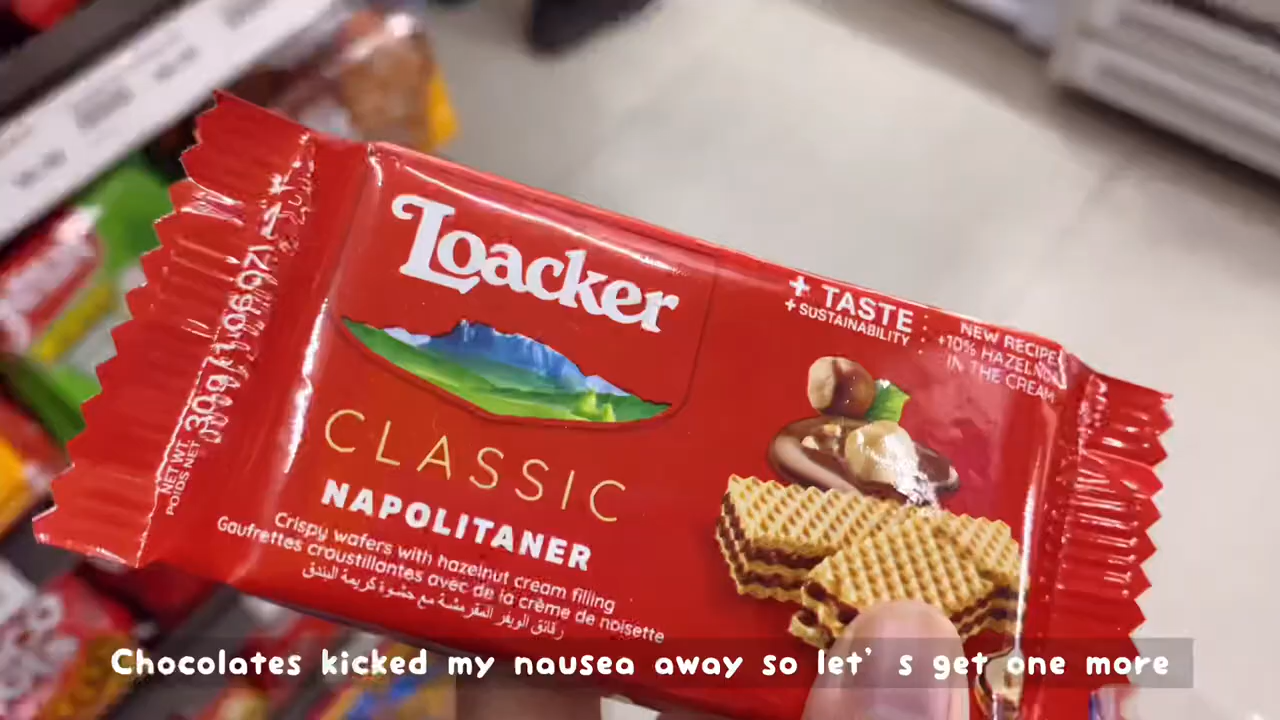 Loacker
CLASSIC
NAPOLITANER
Crispy wafers with hazelnut cream filling
Gaufrettes croustillantes avec de la crème de noisette
رقائق الويفر المقرمشة مع حشوة كريمة البندق
+ TASTE
+ SUSTAINABILITY
NEW RECIPE
+10% HAZELNUT
IN THE CREAM
NET WT
POIDS NET
30g
Chocolates kicked my nausea away so let's get one more